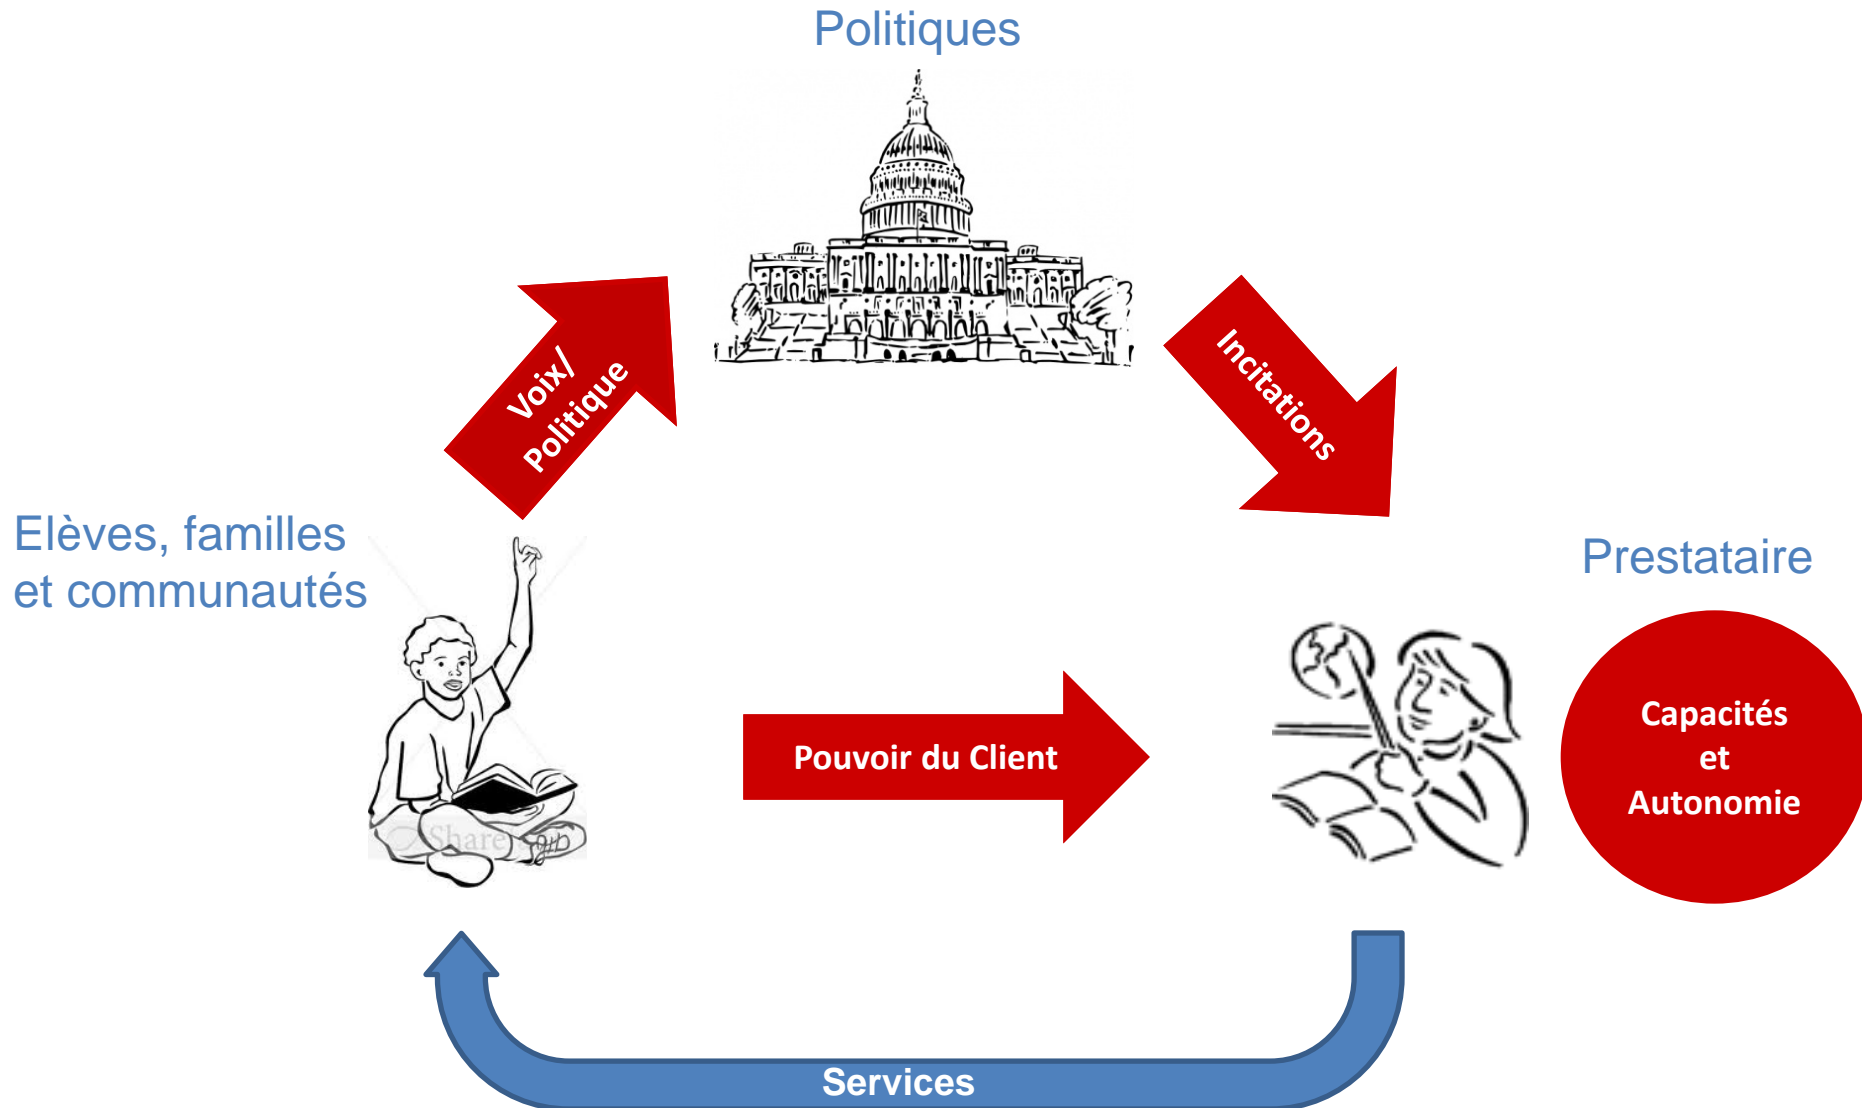 Politiques
Voix/
Politique
Incitations
Elèves, familles
et communautés
Prestataire
Pouvoir du Client
Capacités
et
Autonomie
Services